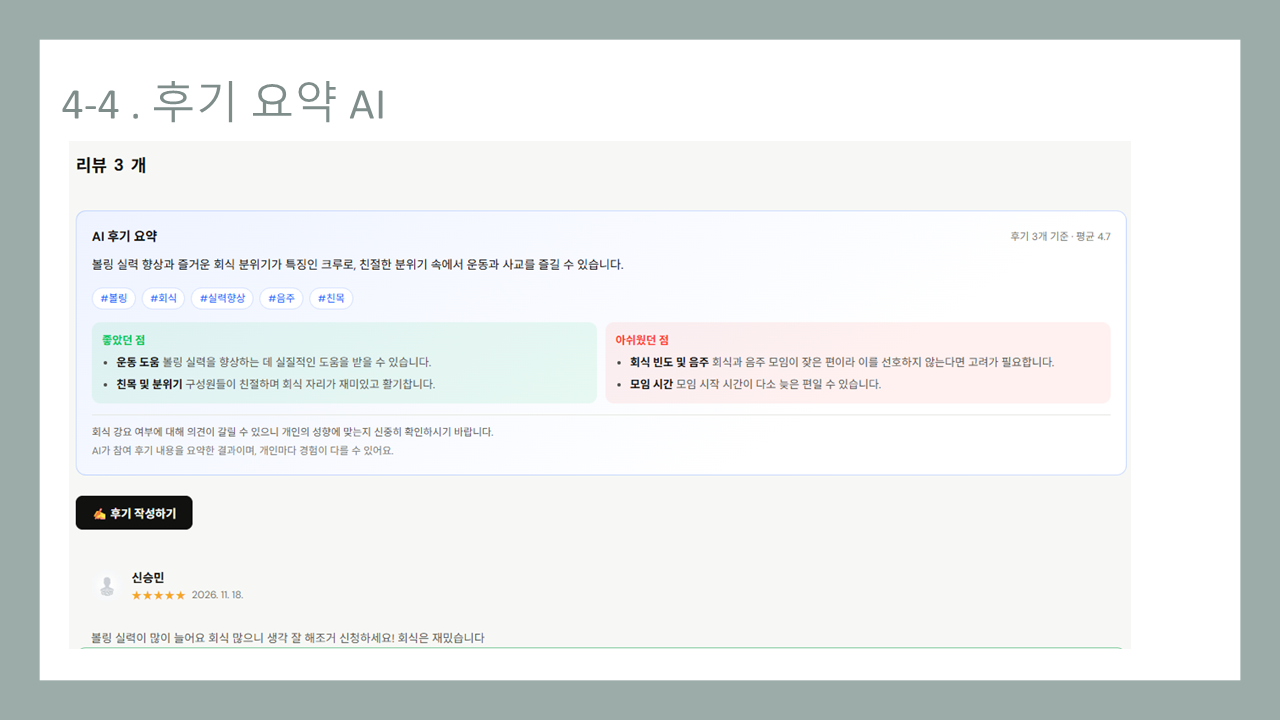 4-4 . 후기 요약 AI
리뷰 3 개
AI 후기 요약
후기 3개 기준 · 평균 4.7
볼링 실력 향상과 즐거운 회식 분위기가 특징인 크루로, 친절한 분위기 속에서 운동과 사교를 즐길 수 있습니다.
#볼링 #회식 #실력향상 #음주 #친목
좋았던 점
• 운동 도움 볼링 실력을 향상하는 데 실질적인 도움을 받을 수 있습니다.
• 친목 및 분위기 구성원들이 친절하며 회식 자리가 재미있고 활기찹니다.
아쉬웠던 점
• 회식 빈도 및 음주 회식과 음주 모임이 잦은 편이라 이를 선호하지 않는다면 고려가 필요합니다.
• 모임 시간 모임 시작 시간이 다소 늦은 편일 수 있습니다.
회식 강요 여부에 대해 의견이 갈릴 수 있으니 개인의 성향에 맞는지 신중히 확인하시기 바랍니다.
AI가 참여 후기 내용을 요약한 결과이며, 개인마다 경험이 다를 수 있어요.
✍️ 후기 작성하기
신승민
★★★★★ 2026. 11. 18.
볼링 실력이 많이 늘어요 회식 많으니 생각 잘 해조거 신청하세요! 회식은 재밌습니다